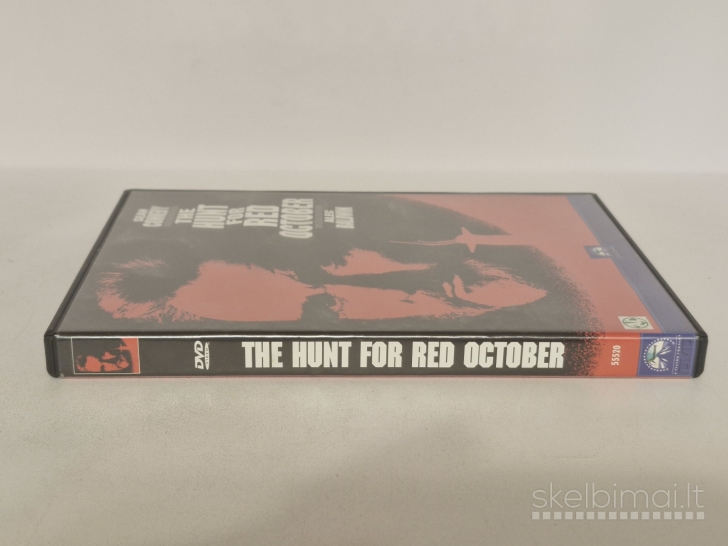 SEAN
CONNERY
THE
HUNT
FOR
RED
OCTOBER
ALEC
BALDWIN
DVD
THE HUNT FOR RED OCTOBER
55520
skelbimai.lt